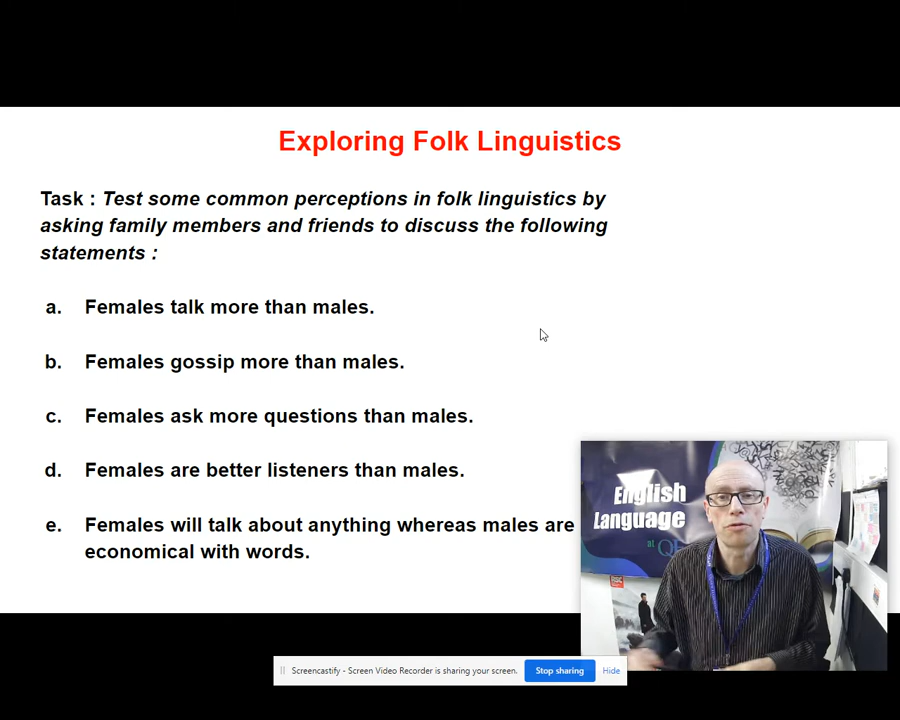 Exploring Folk Linguistics
Task : Test some common perceptions in folk linguistics by
asking family members and friends to discuss the following
statements :
a. Females talk more than males.
b. Females gossip more than males.
c. Females ask more questions than males.
d. Females are better listeners than males.
e. Females will talk about anything whereas males are
economical with words.
English
Language
at
Screencastify - Screen Video Recorder is sharing your screen.
Stop sharing
Hide